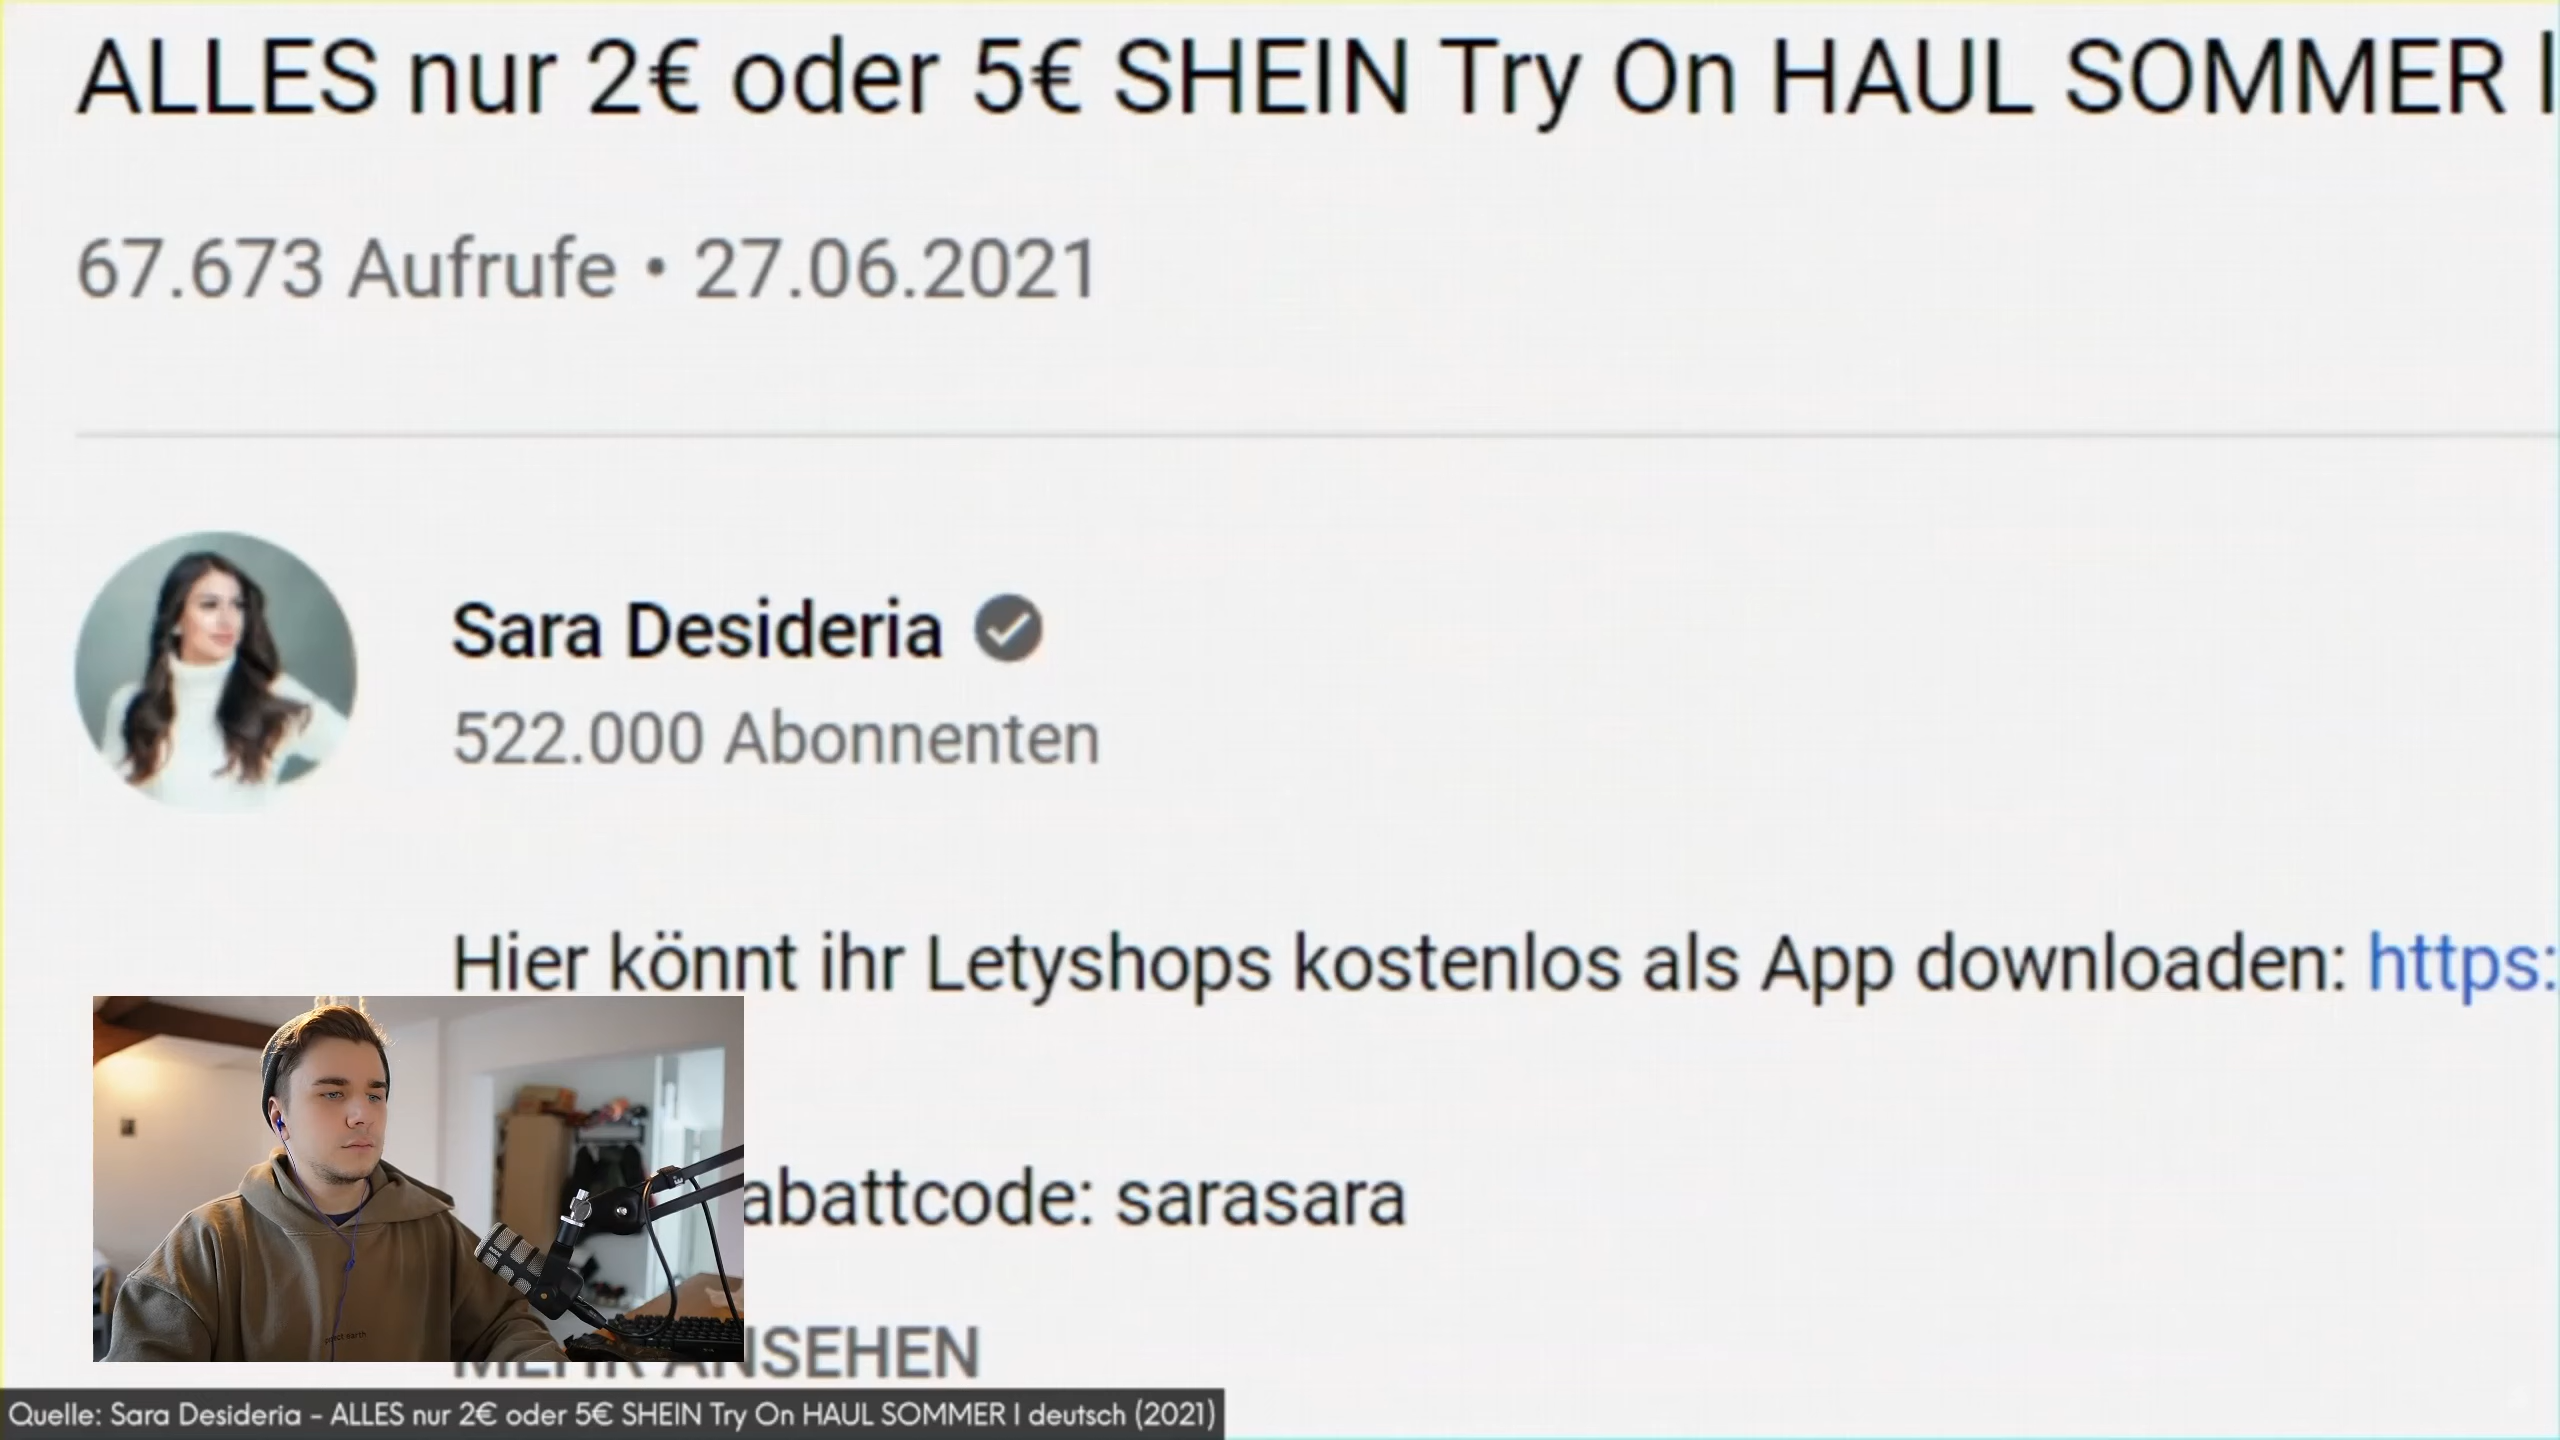 ALLES nur 2€ oder 5€ SHEIN Try On HAUL SOMMER
67.673 Aufrufe • 27.06.2021
Sara Desideria
522.000 Abonnenten
Hier könnt ihr Letyshops kostenlos als App downloaden: https:
abattcode: sarasara
MEHR ANSEHEN
Quelle: Sara Desideria – ALLES nur 2€ oder 5€ SHEIN Try On HAUL SOMMER I deutsch (2021)